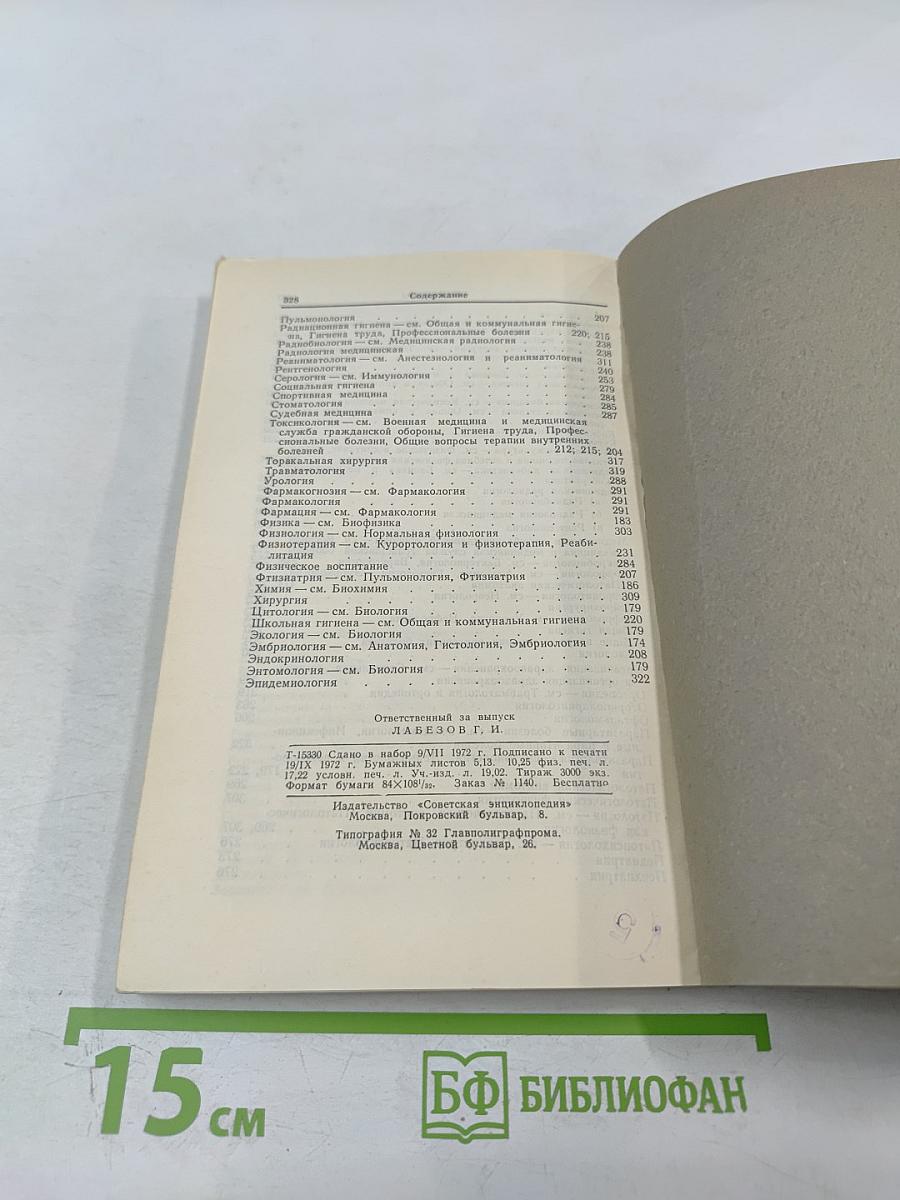 328 Содержание
Пульмонология . . . . . . . . . . . 207
Радиационная гигиена — см. Общая и коммунальная гигие-
на, Гигиена труда, Профессиональные болезни . . 220; 215
Радиобиология — см. Медицинская радиология . . . . 238
Радиология медицинская . . . . . . . . 238
Реаниматология — см. Анестезиология и реаниматология 311
Рентгенология . . . . . . . . . . . 240
Серология — см. Иммунология . . . . . . . 253
Социальная гигиена . . . . . . . . . . 279
Спортивная медицина . . . . . . . . . 284
Стоматология . . . . . . . . . . . 285
Судебная медицина . . . . . . . . . . 287
Токсикология — см. Военная медицина и медицинская
служба гражданской обороны, Гигиена труда, Профес-
сиональные болезни, Общие вопросы терапии внутренних
болезней . . . . . . . . . 212; 215; 204
Торакальная хирургия . . . . . . . . . 317
Травматология . . . . . . . . . . . 319
Урология . . . . . . . . . . . . 288
Фармакогнозия — см. Фармакология . . . . . . 291
Фармакология . . . . . . . . . . . 291
Фармация — см. Фармакология . . . . . . . 291
Физика — см. Биофизика . . . . . . . . 183
Физиология — см. Нормальная физиология . . . . 303
Физиотерапия — см. Курортология и физиотерапия, Реаби-
литация . . . . . . . . . . . . 231
Физическое воспитание . . . . . . . . . 284
Фтизиатрия — см. Пульмонология, Фтизиатрия . . . 207
Химия — см. Биохимия . . . . . . . . . 186
Хирургия . . . . . . . . . . . . 309
Цитология — см. Биология . . . . . . . . 179
Школьная гигиена — см. Общая и коммунальная гигиена . 220
Экология — см. Биология . . . . . . . . 179
Эмбриология — см. Анатомия, Гистология, Эмбриология . 174
Эндокринология . . . . . . . . . . 208
Энтомология — см. Биология . . . . . . . 179
Эпидемиология . . . . . . . . . . . 322
Ответственный за выпуск
ЛАБЕЗОВ Г. И.
Т-15330 Сдано в набор 9/VII 1972 г. Подписано к печати
19/IX 1972 г. Бумажных листов 5,13. 10,25 физ. печ. л.
17,22 условн. печ. л. Уч.-изд. л. 19,02. Тираж 3000 экз.
Формат бумаги 84×108¹/₃₂. Заказ № 1140. Бесплатно
Издательство «Советская энциклопедия»
Москва, Покровский бульвар, 8.
Типография № 32 Главполиграфпрома.
Москва, Цветной бульвар, 26.
15 см
БФ БИБЛИОФАН